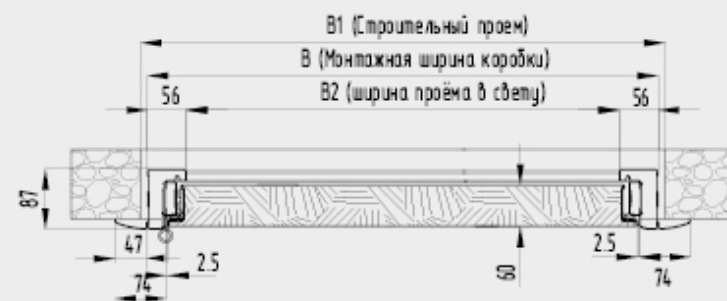 B1 (Строительный проем)
B (Монтажная ширина коробки)
56 B2 (ширина проёма в свету) 56
87
47 2.5 60 2.5
74 74